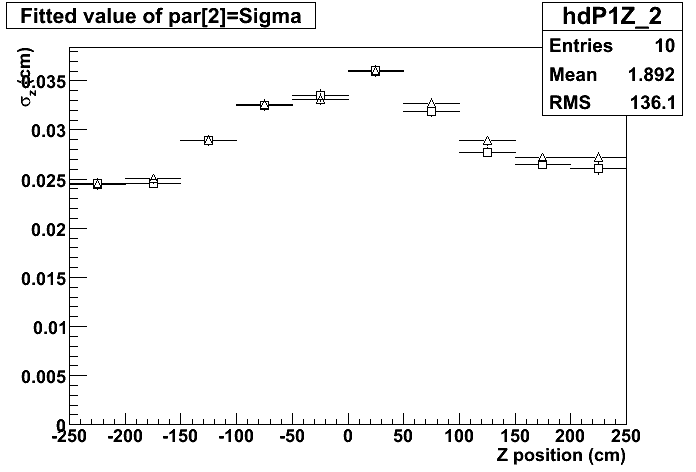 Fitted value of par[2]=Sigma
hdP1Z_2
Entries 10
Mean 1.892
RMS 136.1
σz (cm)
0.035
0.03
0.025
0.02
0.015
0.01
0.005
0
-250 -200 -150 -100 -50 0 50 100 150 200 250
Z position (cm)